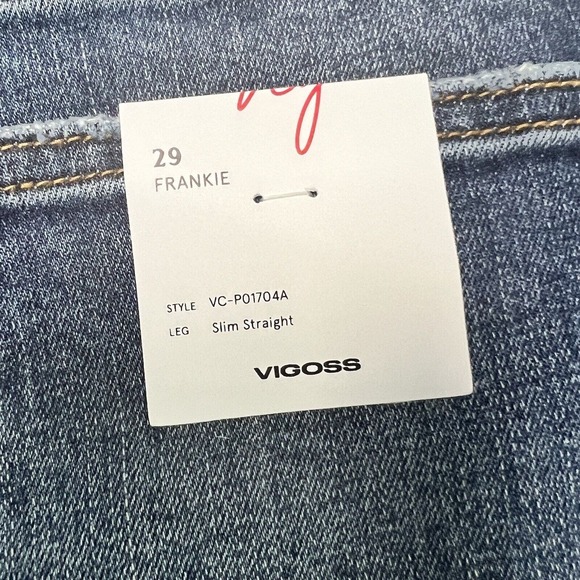 29
FRANKIE
STYLE VC-P01704A
LEG Slim Straight
VIGOSS